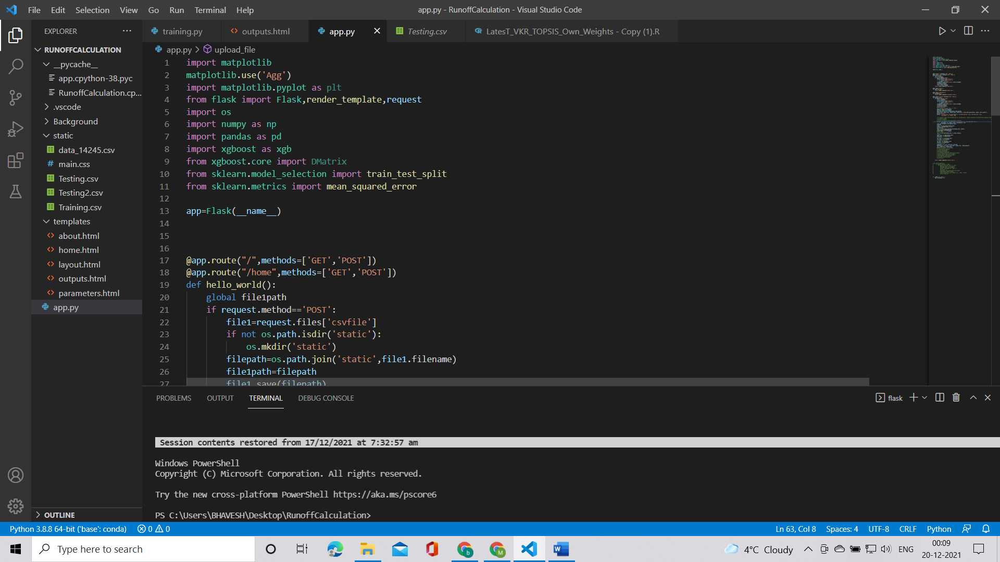 File Edit Selection View Go Run Terminal Help
app.py - RunoffCalculation - Visual Studio Code
EXPLORER
training.py
outputs.html
app.py
Testing.csv
LatesT_VKR_TOPSIS_Own_Weights - Copy (1).R
RUNOFFCALCULATION
__pycache__
app.cpython-38.pyc
RunoffCalculation.cp...
.vscode
Background
static
data_14245.csv
main.css
Testing.csv
Testing2.csv
Training.csv
templates
about.html
home.html
layout.html
outputs.html
parameters.html
app.py
OUTLINE
app.py > upload_file
1 import matplotlib
2 matplotlib.use('Agg')
3 import matplotlib.pyplot as plt
4 from flask import Flask,render_template,request
5 import os
6 import numpy as np
7 import pandas as pd
8 import xgboost as xgb
9 from xgboost.core import DMatrix
10 from sklearn.model_selection import train_test_split
11 from sklearn.metrics import mean_squared_error
12
13 app=Flask(__name__)
14
15
16
17 @app.route("/",methods=['GET','POST'])
18 @app.route("/home",methods=['GET','POST'])
19 def hello_world():
20 global file1path
21 if request.method=='POST':
22 file1=request.files['csvfile']
23 if not os.path.isdir('static'):
24 os.mkdir('static')
25 filepath=os.path.join('static',file1.filename)
26 file1path=filepath
27 file1.save(filepath)
PROBLEMS OUTPUT TERMINAL DEBUG CONSOLE
flask
Session contents restored from 17/12/2021 at 7:32:57 am
Windows PowerShell
Copyright (C) Microsoft Corporation. All rights reserved.
Try the new cross-platform PowerShell https://aka.ms/pscore6
PS C:\Users\BHAVESH\Desktop\RunoffCalculation>
Python 3.8.8 64-bit ('base': conda) 0 0
Ln 63, Col 8 Spaces: 4 UTF-8 CRLF Python
Type here to search
4°C Cloudy
ENG
00:09
20-12-2021